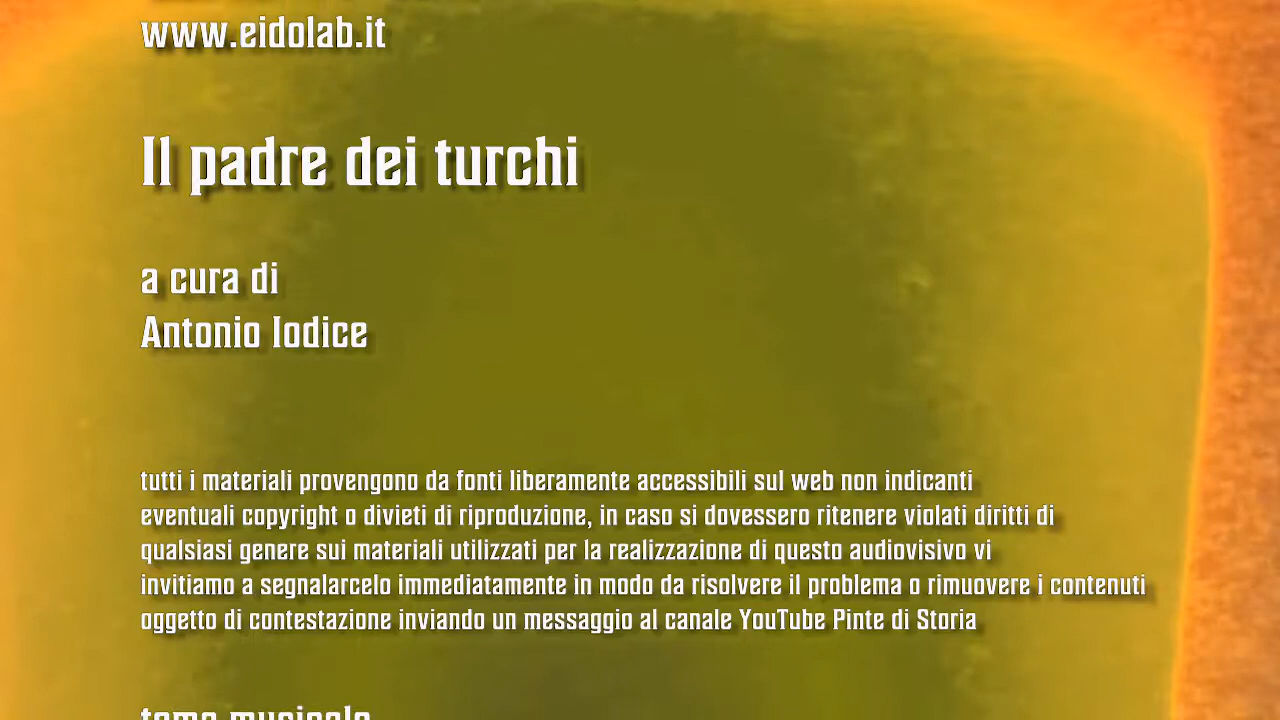 www.eidolab.it
Il padre dei turchi
a cura di
Antonio Iodice
tutti i materiali provengono da fonti liberamente accessibili sul web non indicanti
eventuali copyright o divieti di riproduzione, in caso si dovessero ritenere violati diritti di
qualsiasi genere sui materiali utilizzati per la realizzazione di questo audiovisivo vi
invitiamo a segnalarcelo immediatamente in modo da risolvere il problema o rimuovere i contenuti
oggetto di contestazione inviando un messaggio al canale YouTube Pinte di Storia
tema musicale